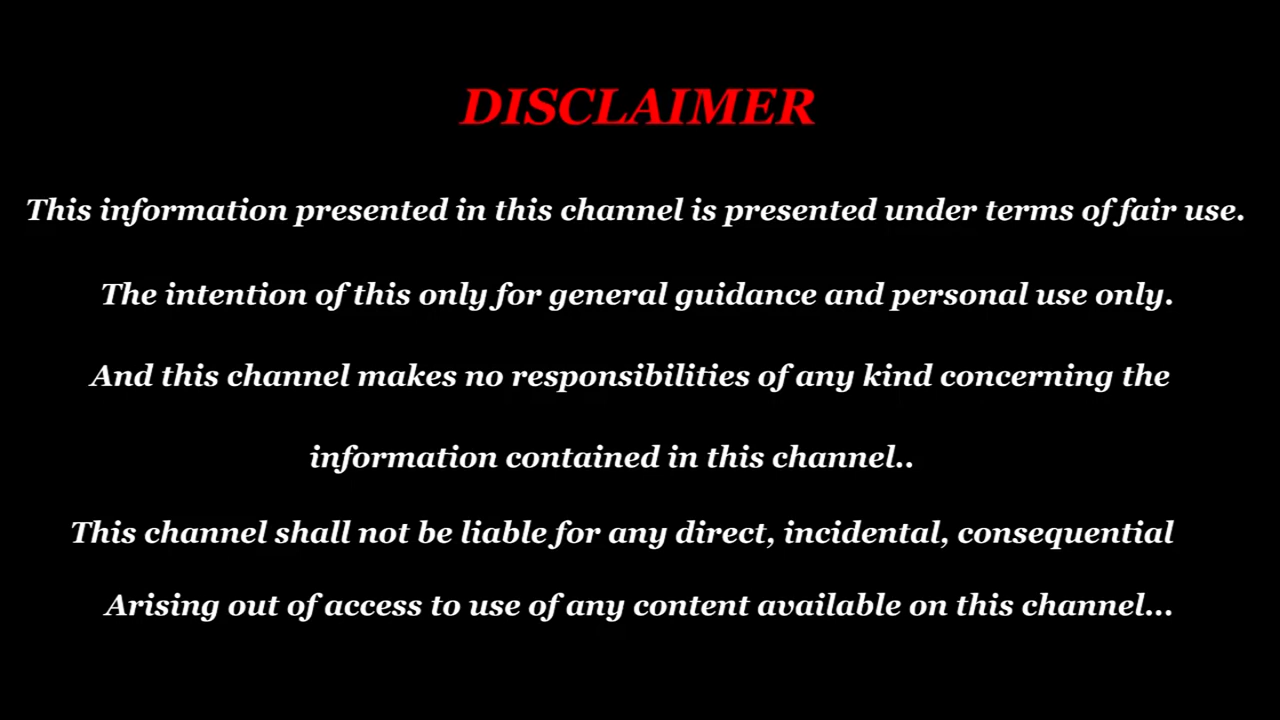 DISCLAIMER
This information presented in this channel is presented under terms of fair use.
The intention of this only for general guidance and personal use only.
And this channel makes no responsibilities of any kind concerning the
information contained in this channel..
This channel shall not be liable for any direct, incidental, consequential
Arising out of access to use of any content available on this channel...